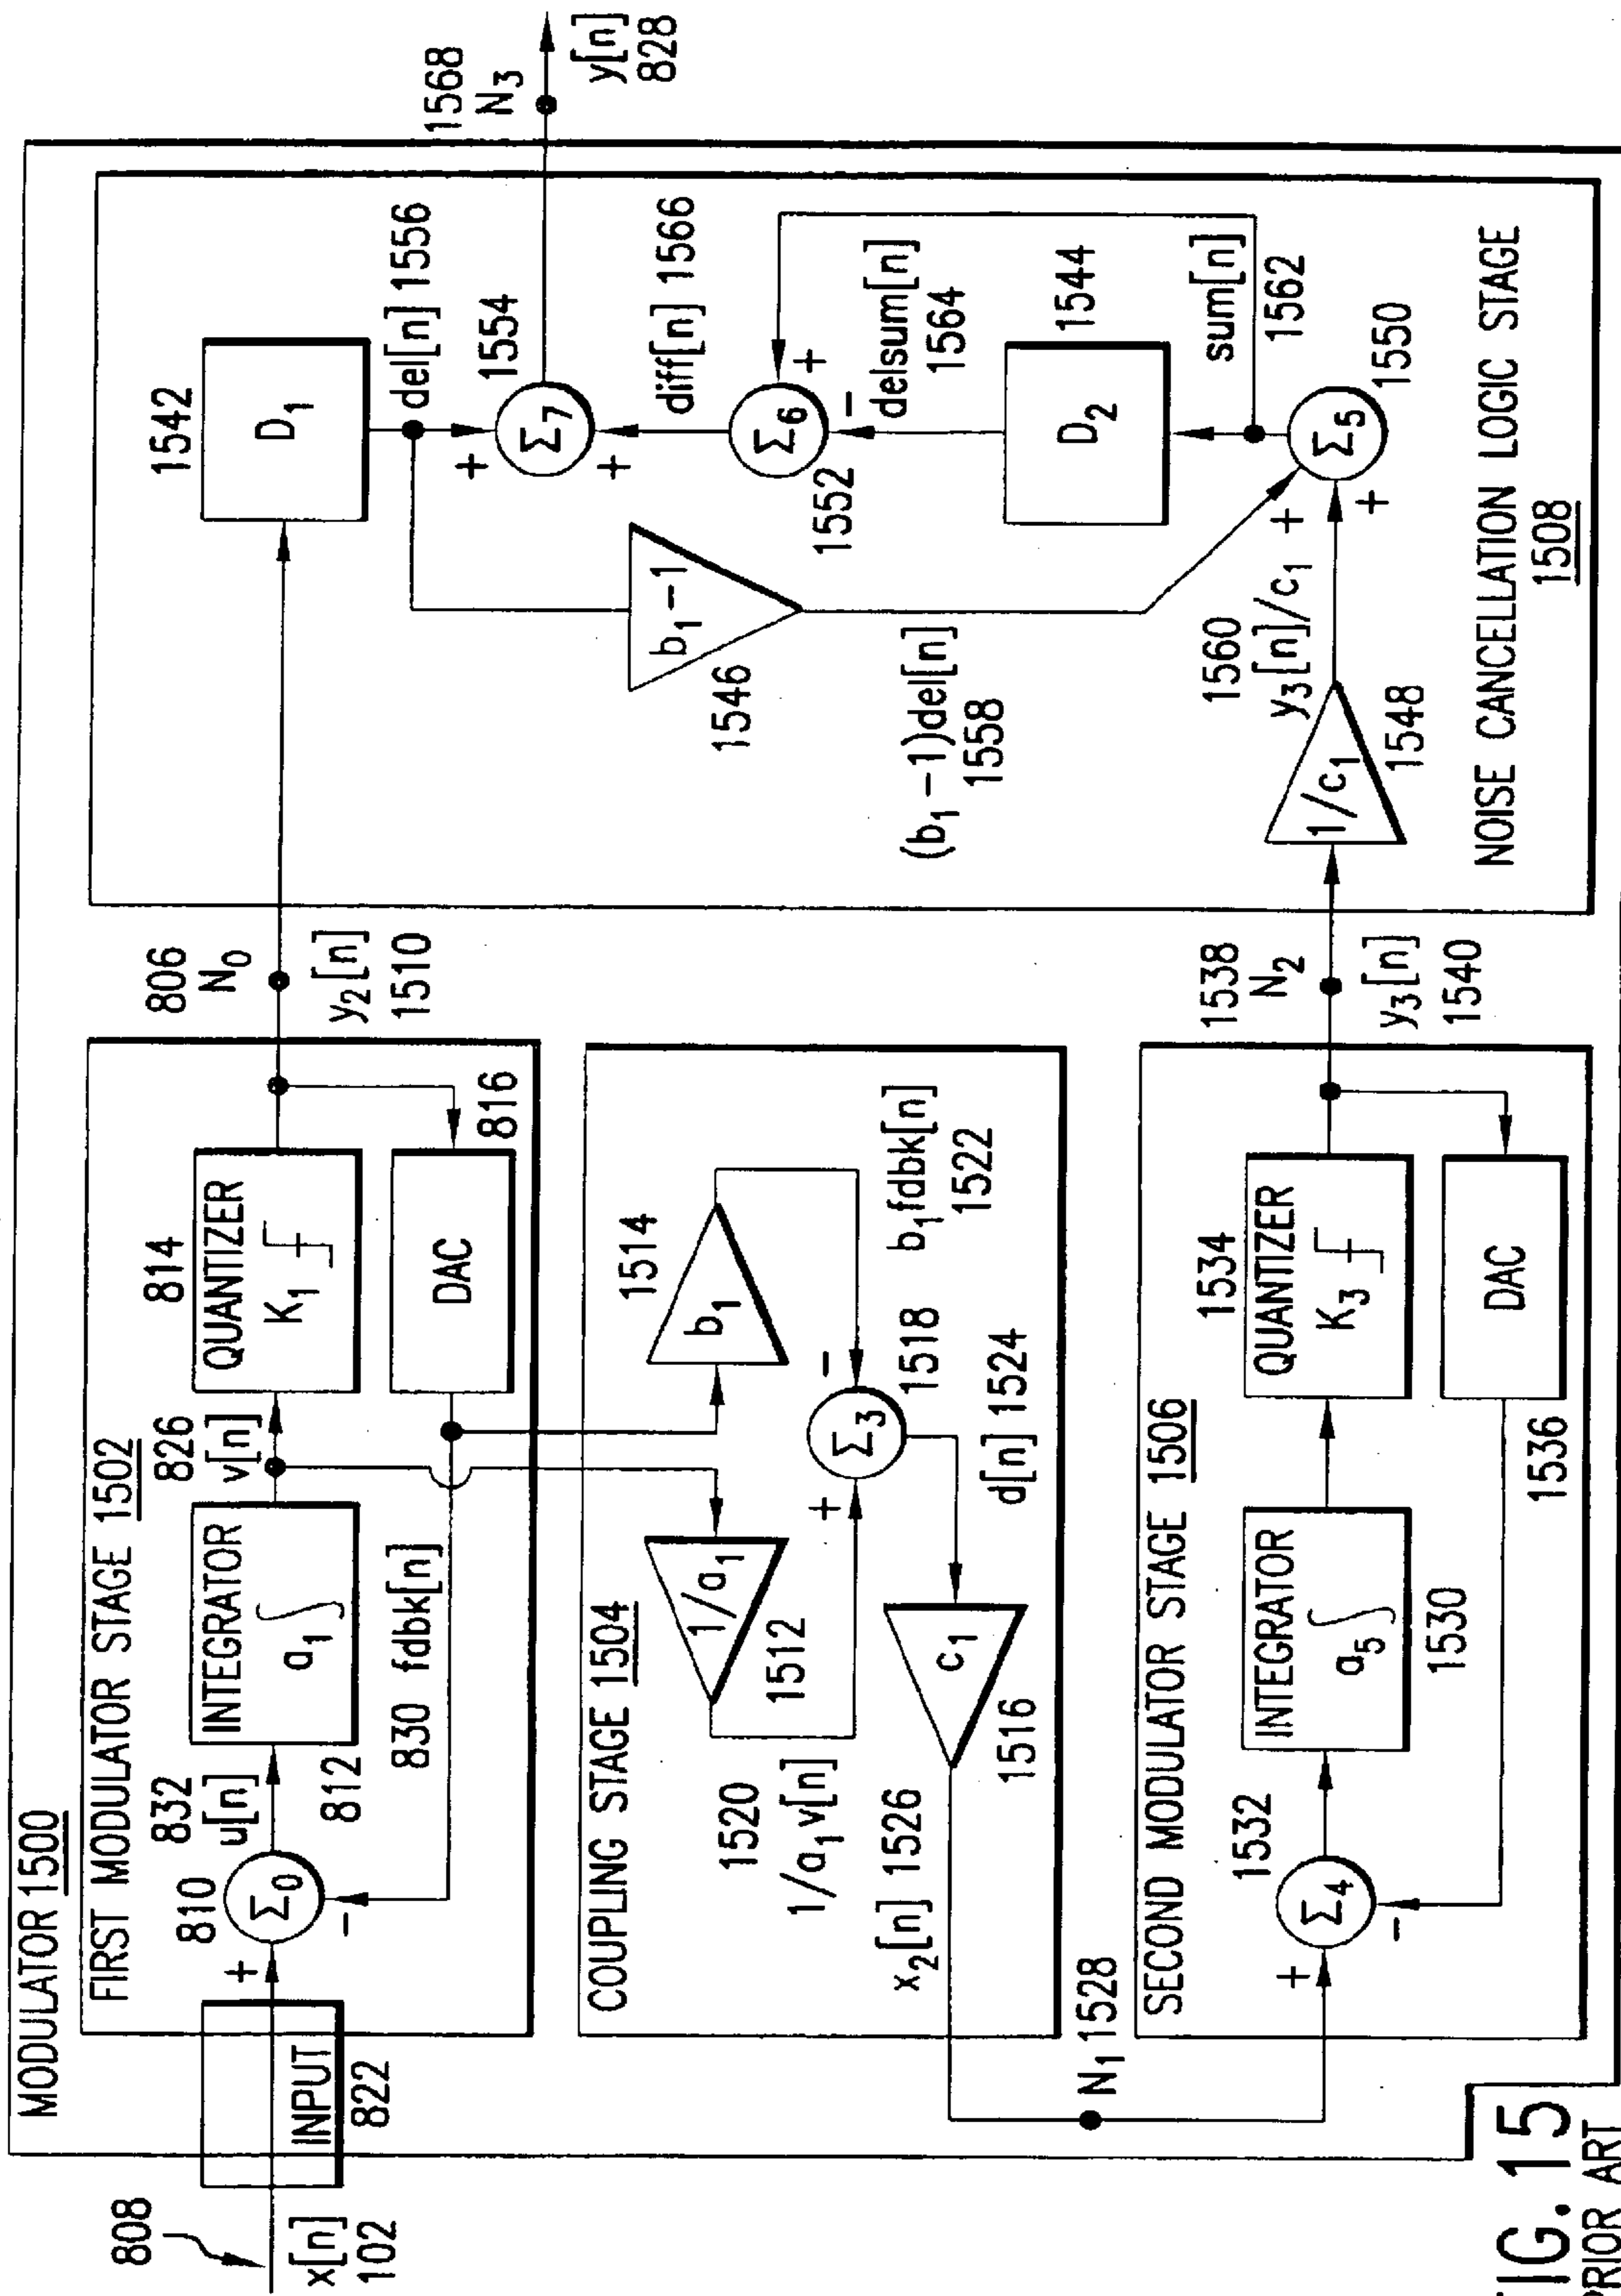 MODULATOR 1500
FIRST MODULATOR STAGE 1502
808
x[n]
102
INPUT
822
810
Σ0
+
-
832
u[n]
INTEGRATOR
a1 ∫
812
826
v[n]
814
QUANTIZER
K1
DAC
816
830 fdbk[n]
806
N0
y2[n]
1510
COUPLING STAGE 1504
1/a1
1512
1520
1/a1 v[n]
b1
1514
b1fdbk[n]
1522
+
-
Σ3
1518
d[n] 1524
c1
1516
x2[n] 1526
N1 1528
SECOND MODULATOR STAGE 1506
1532
Σ4
+
-
INTEGRATOR
a5 ∫
1530
1534
QUANTIZER
K3
DAC
1536
1538
N2
y3[n]
1540
1542
D1
del[n] 1556
b1 - 1
1546
(b1 -1)del[n]
1558
+
+
Σ7
1554
1568
N3
y[n]
828
diff[n] 1566
Σ6
1552
+
-
delsum[n]
1564
D2
1544
sum[n]
1562
Σ5
1550
+
+
1560
y3[n]/c1
1/c1
1548
NOISE CANCELLATION LOGIC STAGE
1508
FIG. 15
PRIOR ART